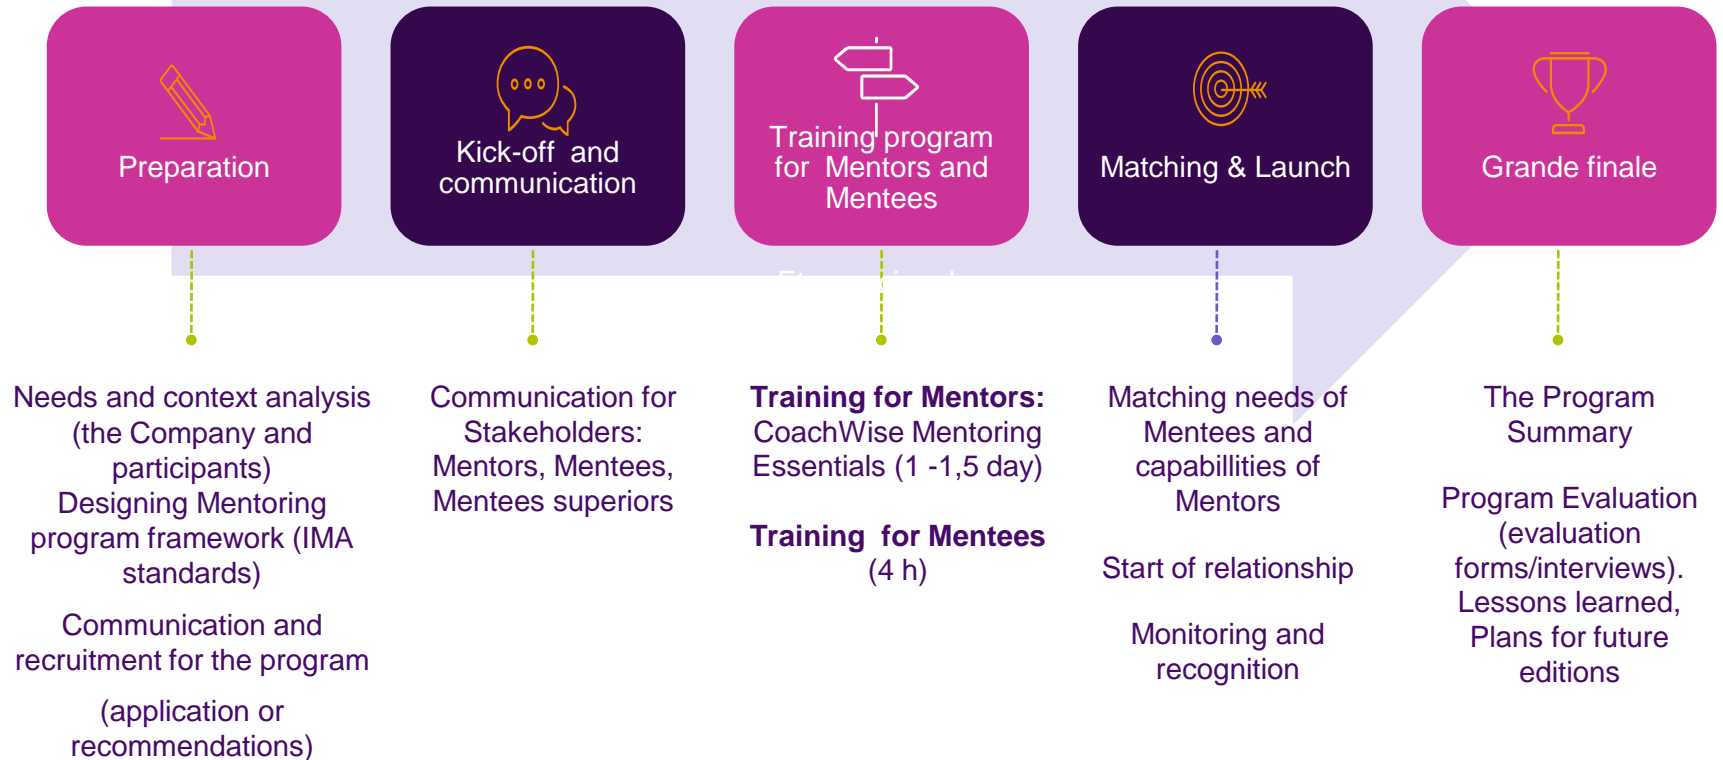 Preparation
Kick-off and
communication
Training program
for Mentors and
Mentees
Matching & Launch
Grande finale
Needs and context analysis
(the Company and
participants)
Designing Mentoring
program framework (IMA
standards)
Communication and
recruitment for the program
(application or
recommendations)
Communication for
Stakeholders:
Mentors, Mentees,
Mentees superiors
Training for Mentors:
CoachWise Mentoring
Essentials (1 -1,5 day)
Training for Mentees
(4 h)
Matching needs of
Mentees and
capabillities of
Mentors
Start of relationship
Monitoring and
recognition
The Program
Summary
Program Evaluation
(evaluation
forms/interviews).
Lessons learned,
Plans for future
editions